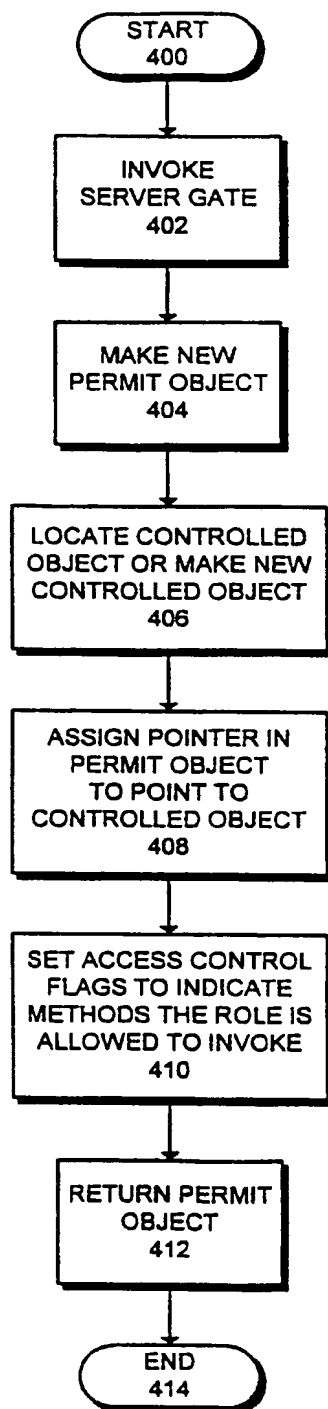 START
400
INVOKE
SERVER GATE
402
MAKE NEW
PERMIT OBJECT
404
LOCATE CONTROLLED
OBJECT OR MAKE NEW
CONTROLLED OBJECT
406
ASSIGN POINTER IN
PERMIT OBJECT
TO POINT TO
CONTROLLED OBJECT
408
SET ACCESS CONTROL
FLAGS TO INDICATE
METHODS THE ROLE IS
ALLOWED TO INVOKE
410
RETURN PERMIT
OBJECT
412
END
414